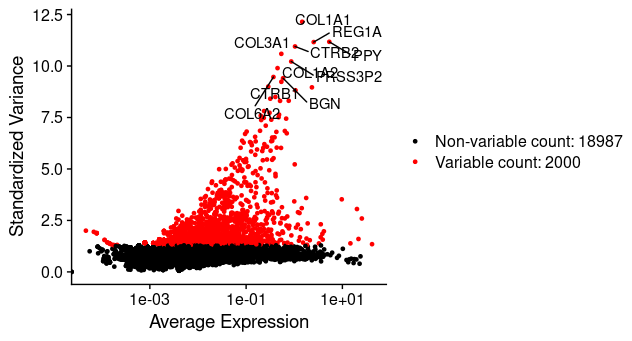 12.5
10.0
7.5
5.0
2.5
0.0
Standardized Variance
COL1A1
REG1A
COL3A1
CTRB2
PPY
COL1A2
PRSS3P2
CTRB1
BGN
COL6A2
1e-03
1e-01
1e+01
Average Expression
Non-variable count: 18987
Variable count: 2000